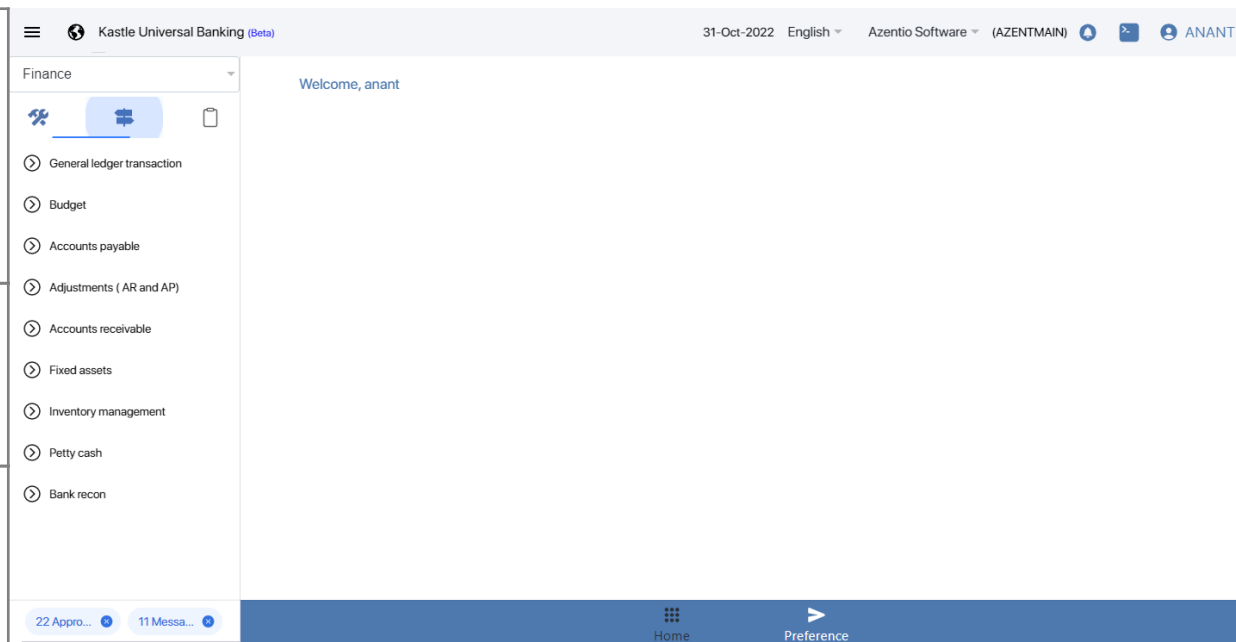 Kastle Universal Banking (Beta) 31-Oct-2022 English Azentio Software (AZENTMAIN) ANANT
Finance
Welcome, anant
General ledger transaction
Budget
Accounts payable
Adjustments ( AR and AP)
Accounts receivable
Fixed assets
Inventory management
Petty cash
Bank recon
22 Appro... 11 Messa...
Home Preference